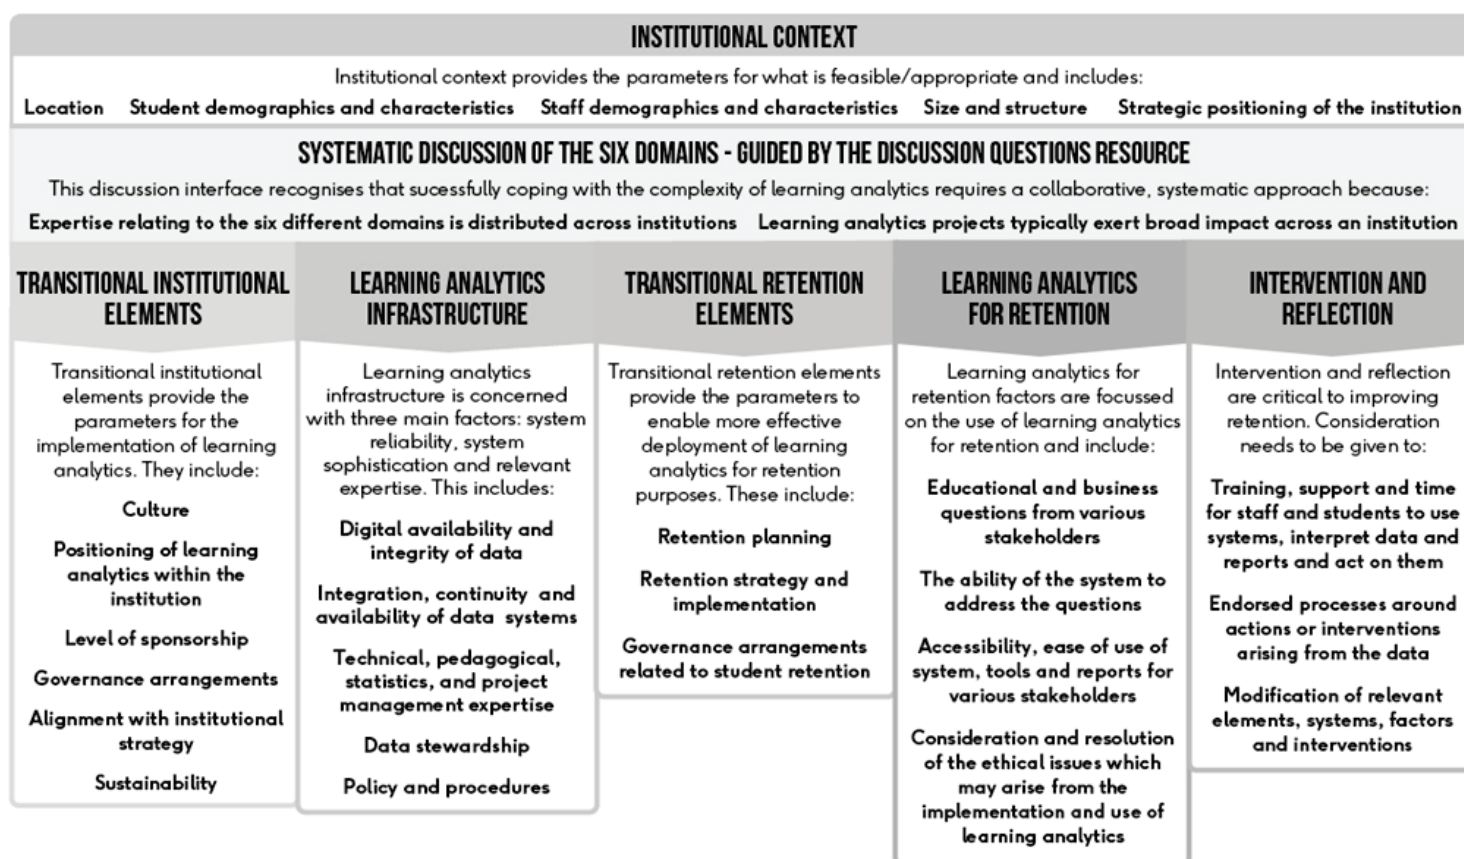 INSTITUTIONAL CONTEXT
Institutional context provides the parameters for what is feasible/appropriate and includes:
Location Student demographics and characteristics Staff demographics and characteristics Size and structure Strategic positioning of the institution
SYSTEMATIC DISCUSSION OF THE SIX DOMAINS - GUIDED BY THE DISCUSSION QUESTIONS RESOURCE
This discussion interface recognises that sucessfully coping with the complexity of learning analytics requires a collaborative, systematic approach because:
Expertise relating to the six different domains is distributed across institutions Learning analytics projects typically exert broad impact across an institution
TRANSITIONAL INSTITUTIONAL
ELEMENTS
Transitional institutional
elements provide the
parameters for the
implementation of learning
analytics. They include:
Culture
Positioning of learning
analytics within the
institution
Level of sponsorship
Governance arrangements
Alignment with institutional
strategy
Sustainability
LEARNING ANALYTICS
INFRASTRUCTURE
Learning analytics
infrastructure is concerned
with three main factors: system
reliability, system
sophistication and relevant
expertise. This includes:
Digital availability and
integrity of data
Integration, continuity and
availability of data systems
Technical, pedagogical,
statistics, and project
management expertise
Data stewardship
Policy and procedures
TRANSITIONAL RETENTION
ELEMENTS
Transitional retention elements
provide the parameters to
enable more effective
deployment of learning
analytics for retention
purposes. These include:
Retention planning
Retention strategy and
implementation
Governance arrangements
related to student retention
LEARNING ANALYTICS
FOR RETENTION
Learning analytics for
retention factors are focussed
on the use of learning analytics
for retention and include:
Educational and business
questions from various
stakeholders
The ability of the system to
address the questions
Accessibility, ease of use of
system, tools and reports for
various stakeholders
Consideration and resolution
of the ethical issues which
may arise from the
implementation and use of
learning analytics
INTERVENTION AND
REFLECTION
Intervention and reflection
are critical to improving
retention. Consideration
needs to be given to:
Training, support and time
for staff and students to use
systems, interpret data and
reports and act on them
Endorsed processes around
actions or interventions
arising from the data
Modification of relevant
elements, systems, factors
and interventions